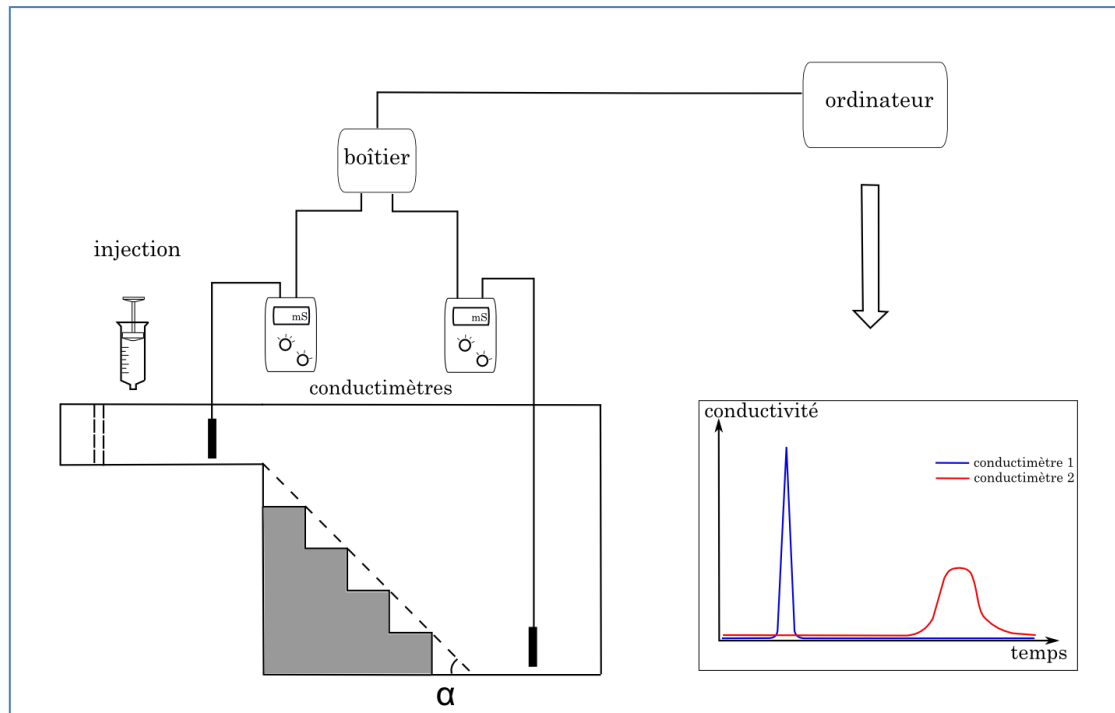 ordinateur
boîtier
injection
mS
mS
conductimètres
conductivité
conductimètre 1
conductimètre 2
temps
α